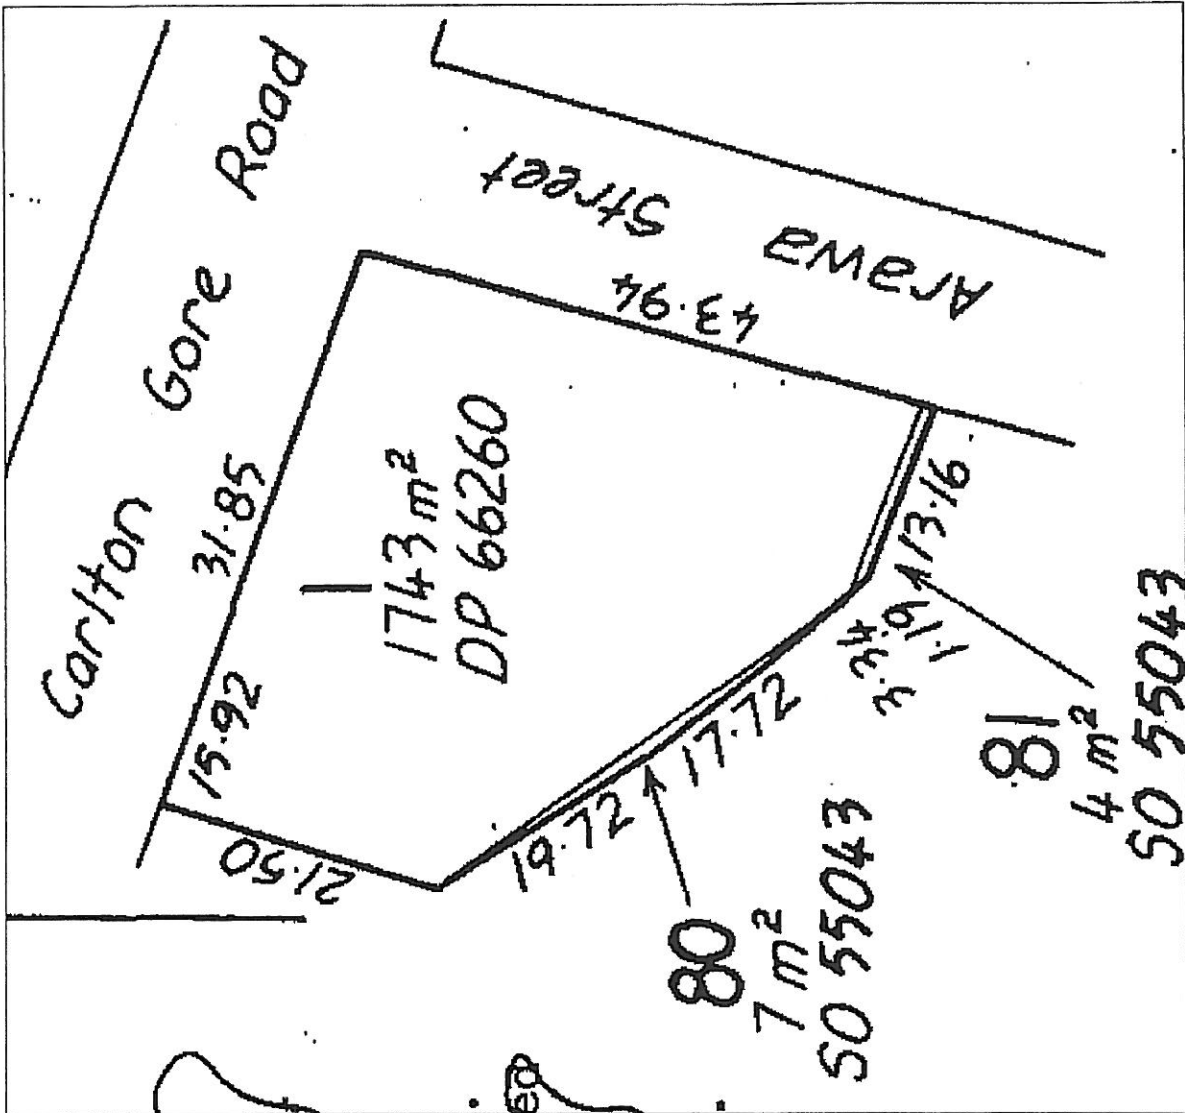 Carlton Gore Road
15.92
31.85
21.50
1
1743 m²
DP 66260
43.94
Arawa Street
19.72
17.72
3.34
1.19
13.16
80
7 m²
SO 55043
81
4 m²
SO 55043